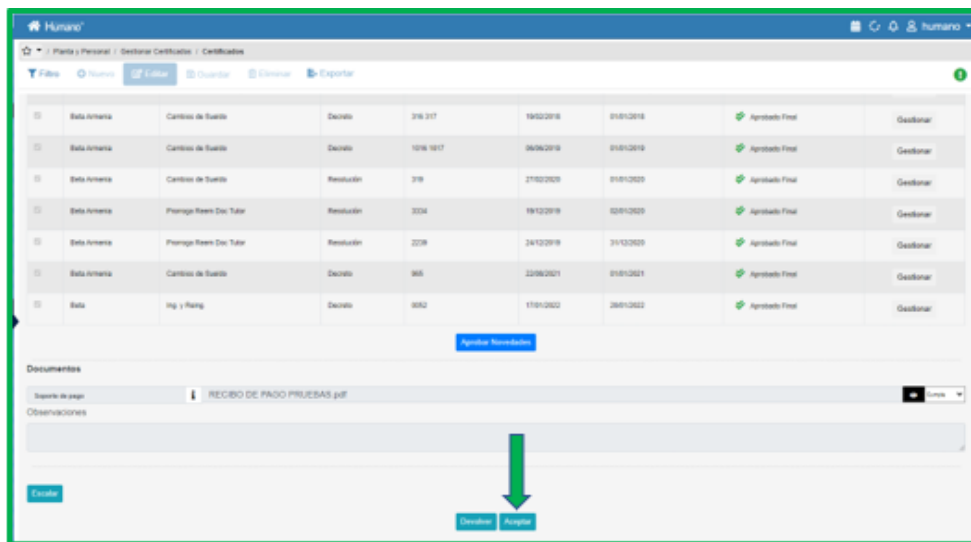 Humano®
humano
/ Planta y Personal / Gestionar Certificados / Certificados
Filtro Nuevo Editar Guardar Eliminar Exportar
Beta Armenia Cambios de Sueldo Decreto 316 317 19/02/2018 01/01/2018 Aprobado Final Gestionar
Beta Armenia Cambios de Sueldo Decreto 1016 1017 06/06/2019 01/01/2019 Aprobado Final Gestionar
Beta Armenia Cambios de Sueldo Resolución 319 27/02/2020 01/01/2020 Aprobado Final Gestionar
Beta Armenia Prorroga Reem Doc Tutor Resolución 3334 19/12/2019 02/01/2020 Aprobado Final Gestionar
Beta Armenia Prorroga Reem Doc Tutor Resolución 2239 24/12/2019 31/12/2020 Aprobado Final Gestionar
Beta Armenia Cambios de Sueldo Decreto 965 22/08/2021 01/01/2021 Aprobado Final Gestionar
Beta Ing. y Reing. Decreto 0052 17/01/2022 Aprobado Final Gestionar
Aprobar Novedades
Documentos
Soporte de pago RECIBO DE PAGO PRUEBAS.pdf Cumple
Observaciones
Escalar
Devolver Aceptar